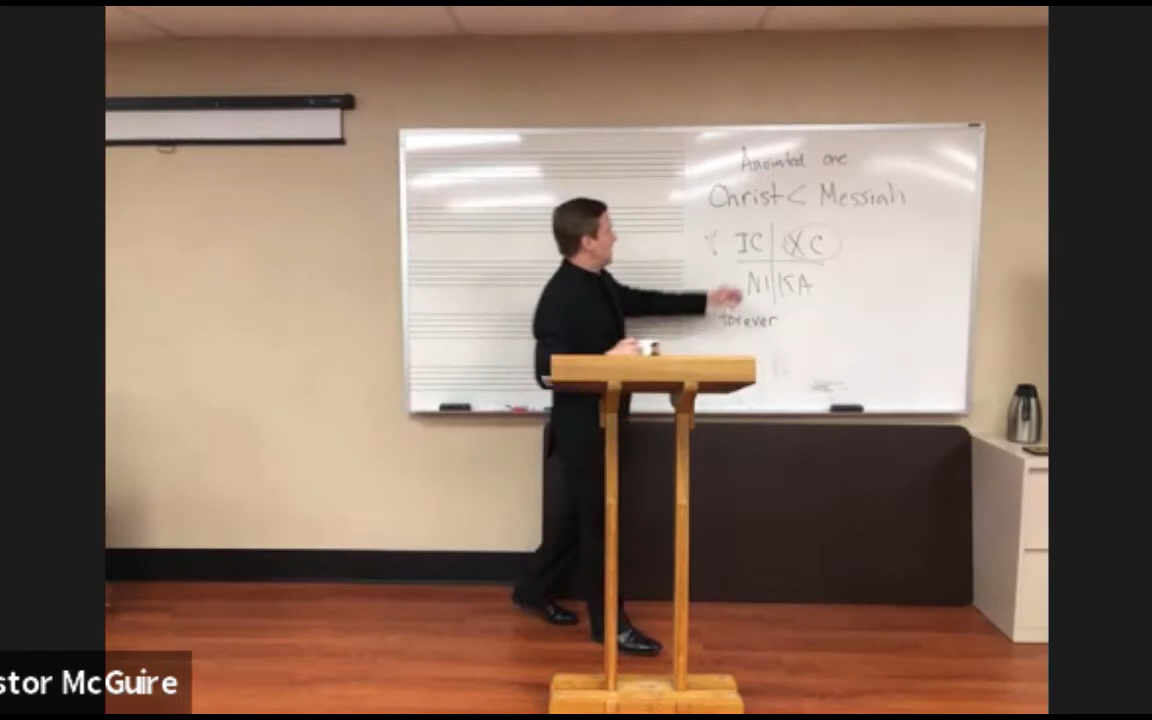 Anointed one
Christ < Messiah
IC XC
NI KA
forever
stor McGuire